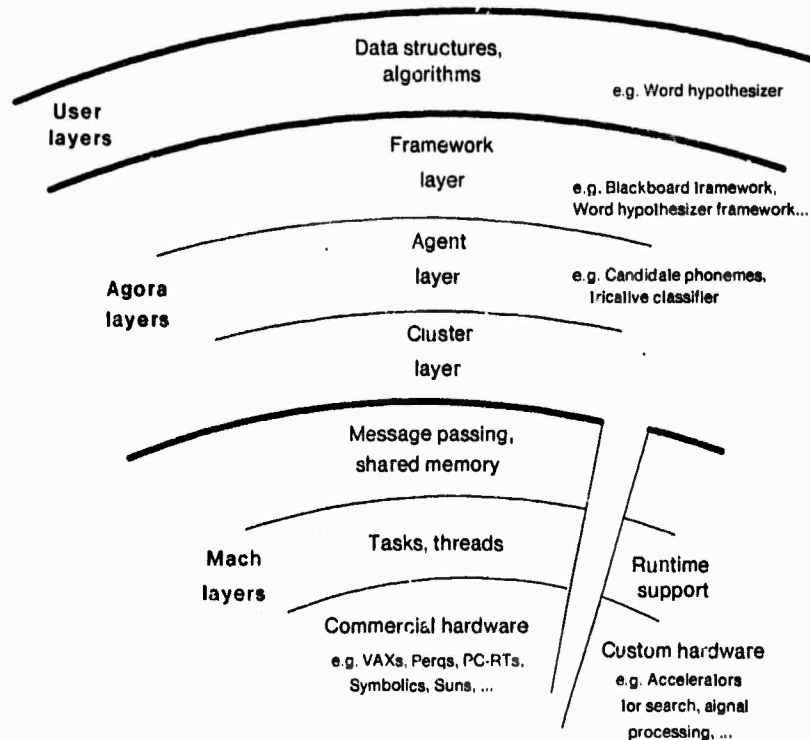 Data structures,
algorithms
e.g. Word hypothesizer
User
layers
Framework
layer
e.g. Blackboard framework,
Word hypothesizer framework...
Agent
layer
e.g. Candidate phonemes,
fricative classifier
Agora
layers
Cluster
layer
Message passing,
shared memory
Tasks, threads
Mach
layers
Runtime
support
Commercial hardware
e.g. VAXs, Perqs, PC-RTs,
Symbolics, Suns, ...
Custom hardware
e.g. Accelerators
for search, signal
processing, ...